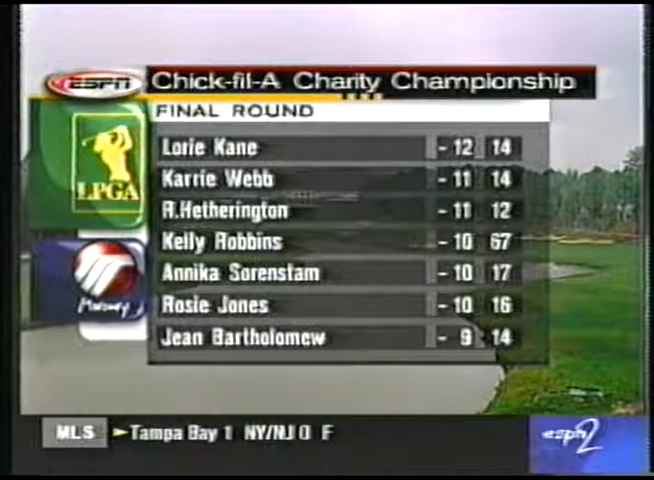 ESPN Chick-fil-A Charity Championship
FINAL ROUND
LPGA
Mercury
Lorie Kane - 12 14
Karrie Webb - 11 14
R.Hetherington - 11 12
Kelly Robbins - 10 67
Annika Sorenstam - 10 17
Rosie Jones - 10 16
Jean Bartholomew - 9 14
MLS Tampa Bay 1 NY/NJ 0 F
espn2